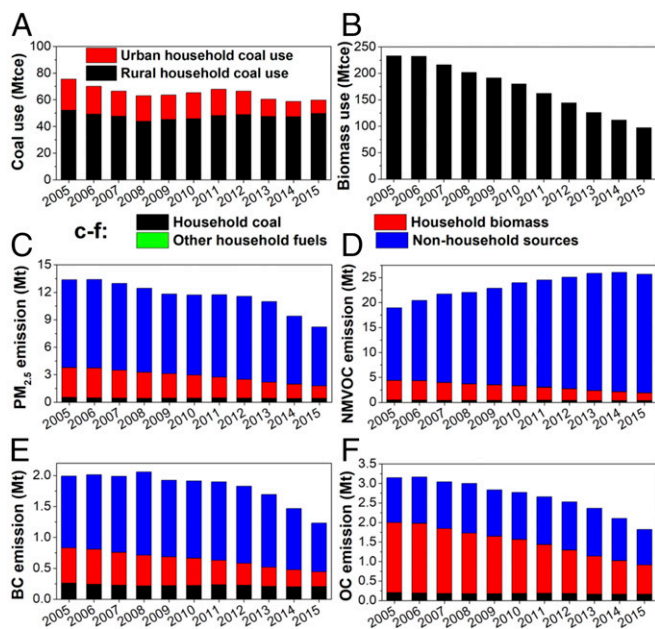 A
Coal use (Mtce)
100
80
60
40
20
0
Urban household coal use
Rural household coal use
2005 2006 2007 2008 2009 2010 2011 2012 2013 2014 2015
B
Biomass use (Mtce)
250
200
150
100
50
0
2005 2006 2007 2008 2009 2010 2011 2012 2013 2014 2015
c-f:
Household coal
Other household fuels
Household biomass
Non-household sources
C
PM2.5 emission (Mt)
15
12
9
6
3
0
2005 2006 2007 2008 2009 2010 2011 2012 2013 2014 2015
D
NMVOC emission (Mt)
25
20
15
10
5
0
2005 2006 2007 2008 2009 2010 2011 2012 2013 2014 2015
E
BC emission (Mt)
2.0
1.5
1.0
0.5
0.0
2005 2006 2007 2008 2009 2010 2011 2012 2013 2014 2015
F
OC emission (Mt)
3.5
3.0
2.5
2.0
1.5
1.0
0.5
0.0
2005 2006 2007 2008 2009 2010 2011 2012 2013 2014 2015